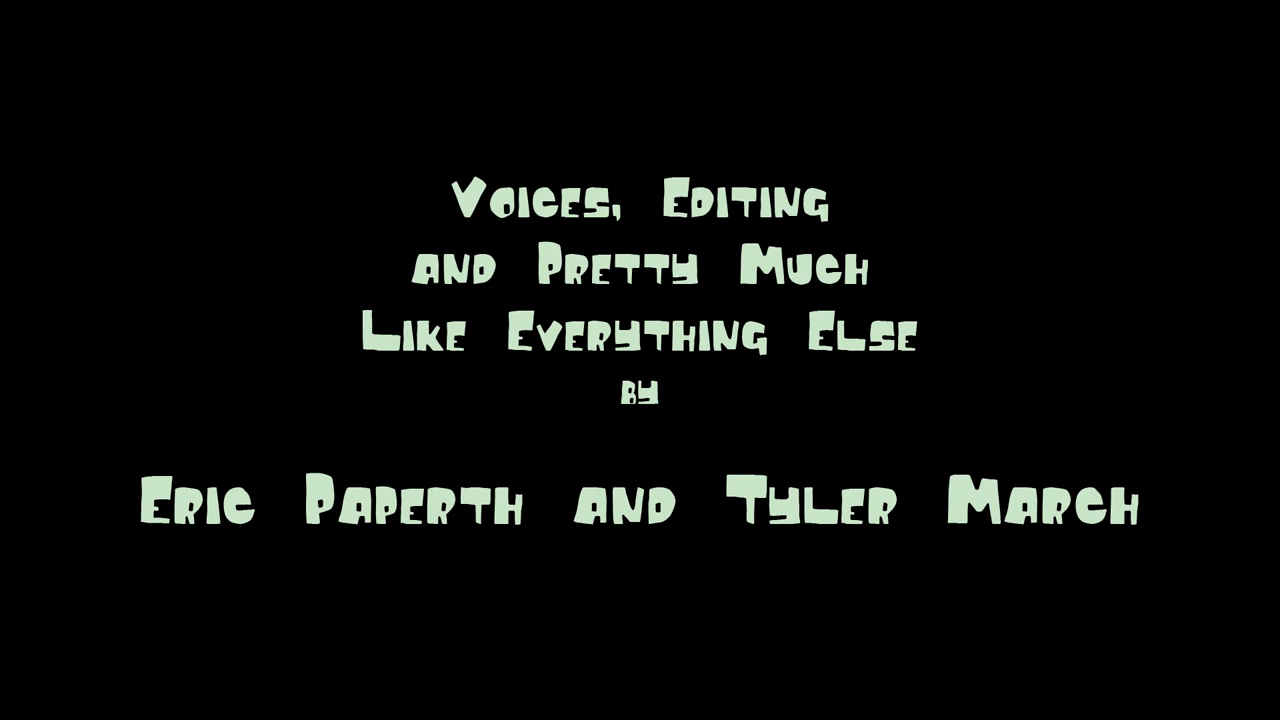 Voices, Editing
and Pretty Much
Like Everything Else
by
Eric Paperth and Tyler March